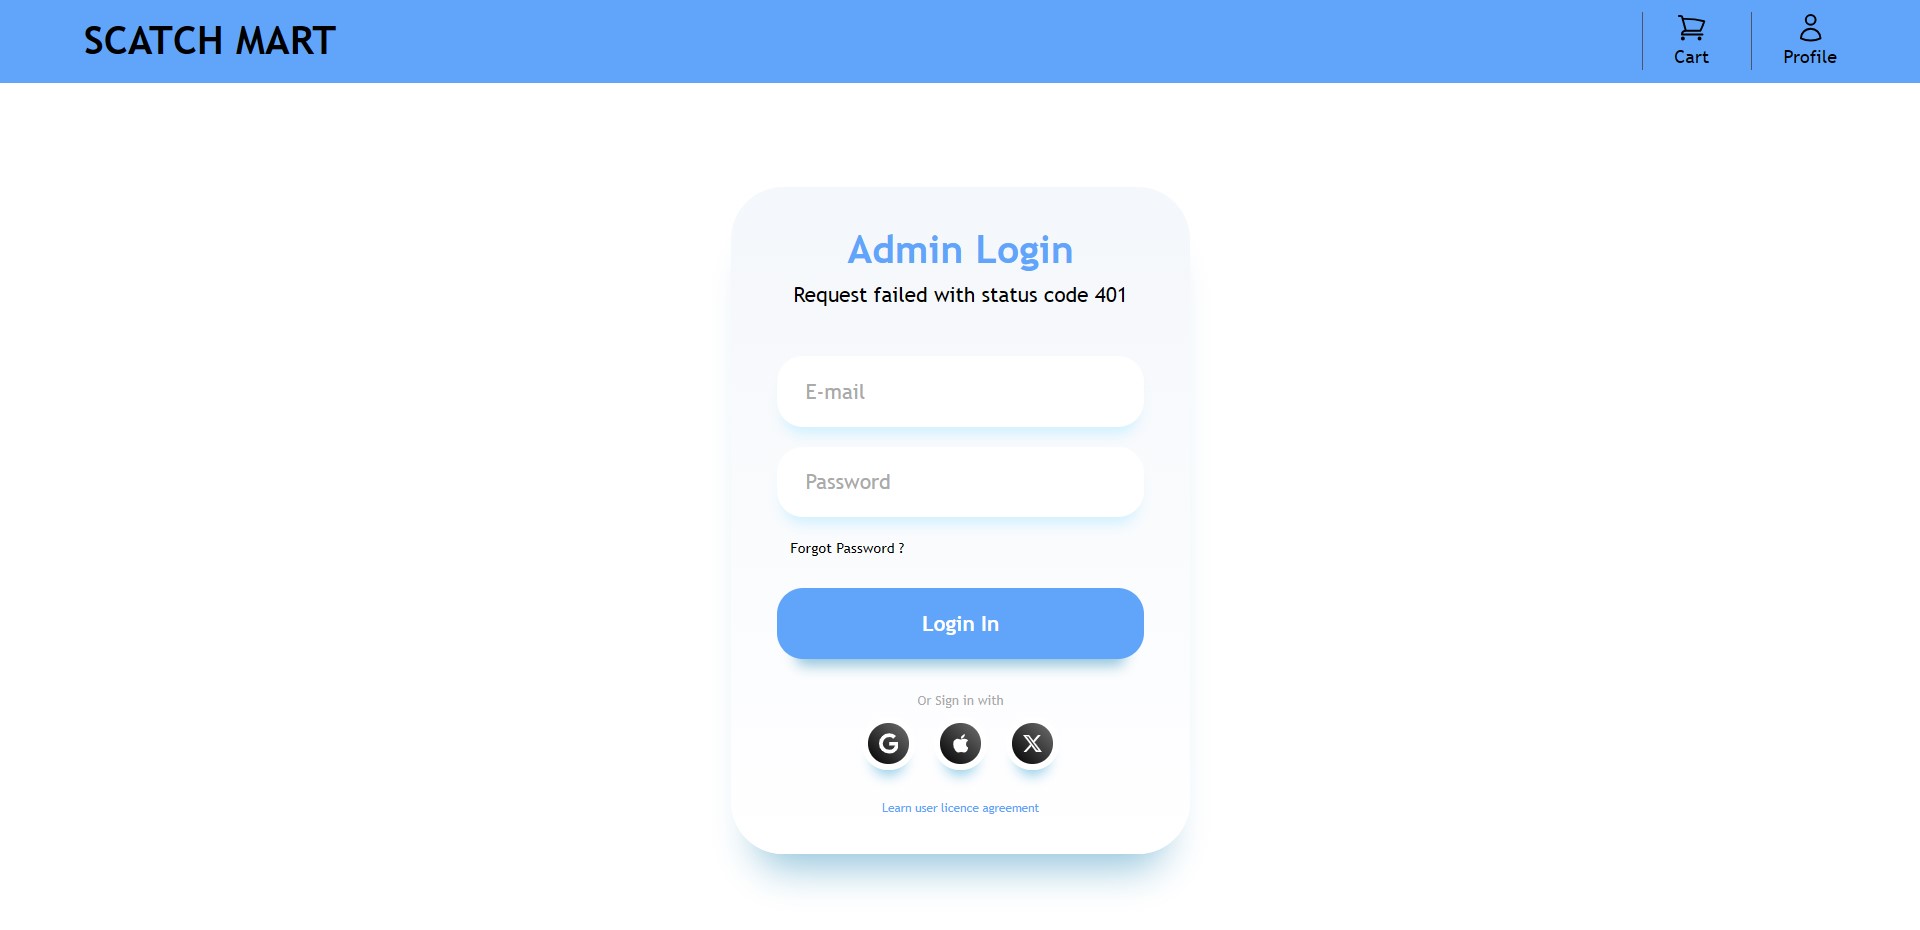 SCATCH MART
Cart
Profile
Admin Login
Request failed with status code 401
E-mail
Password
Forgot Password ?
Login In
Or Sign in with
Learn user licence agreement